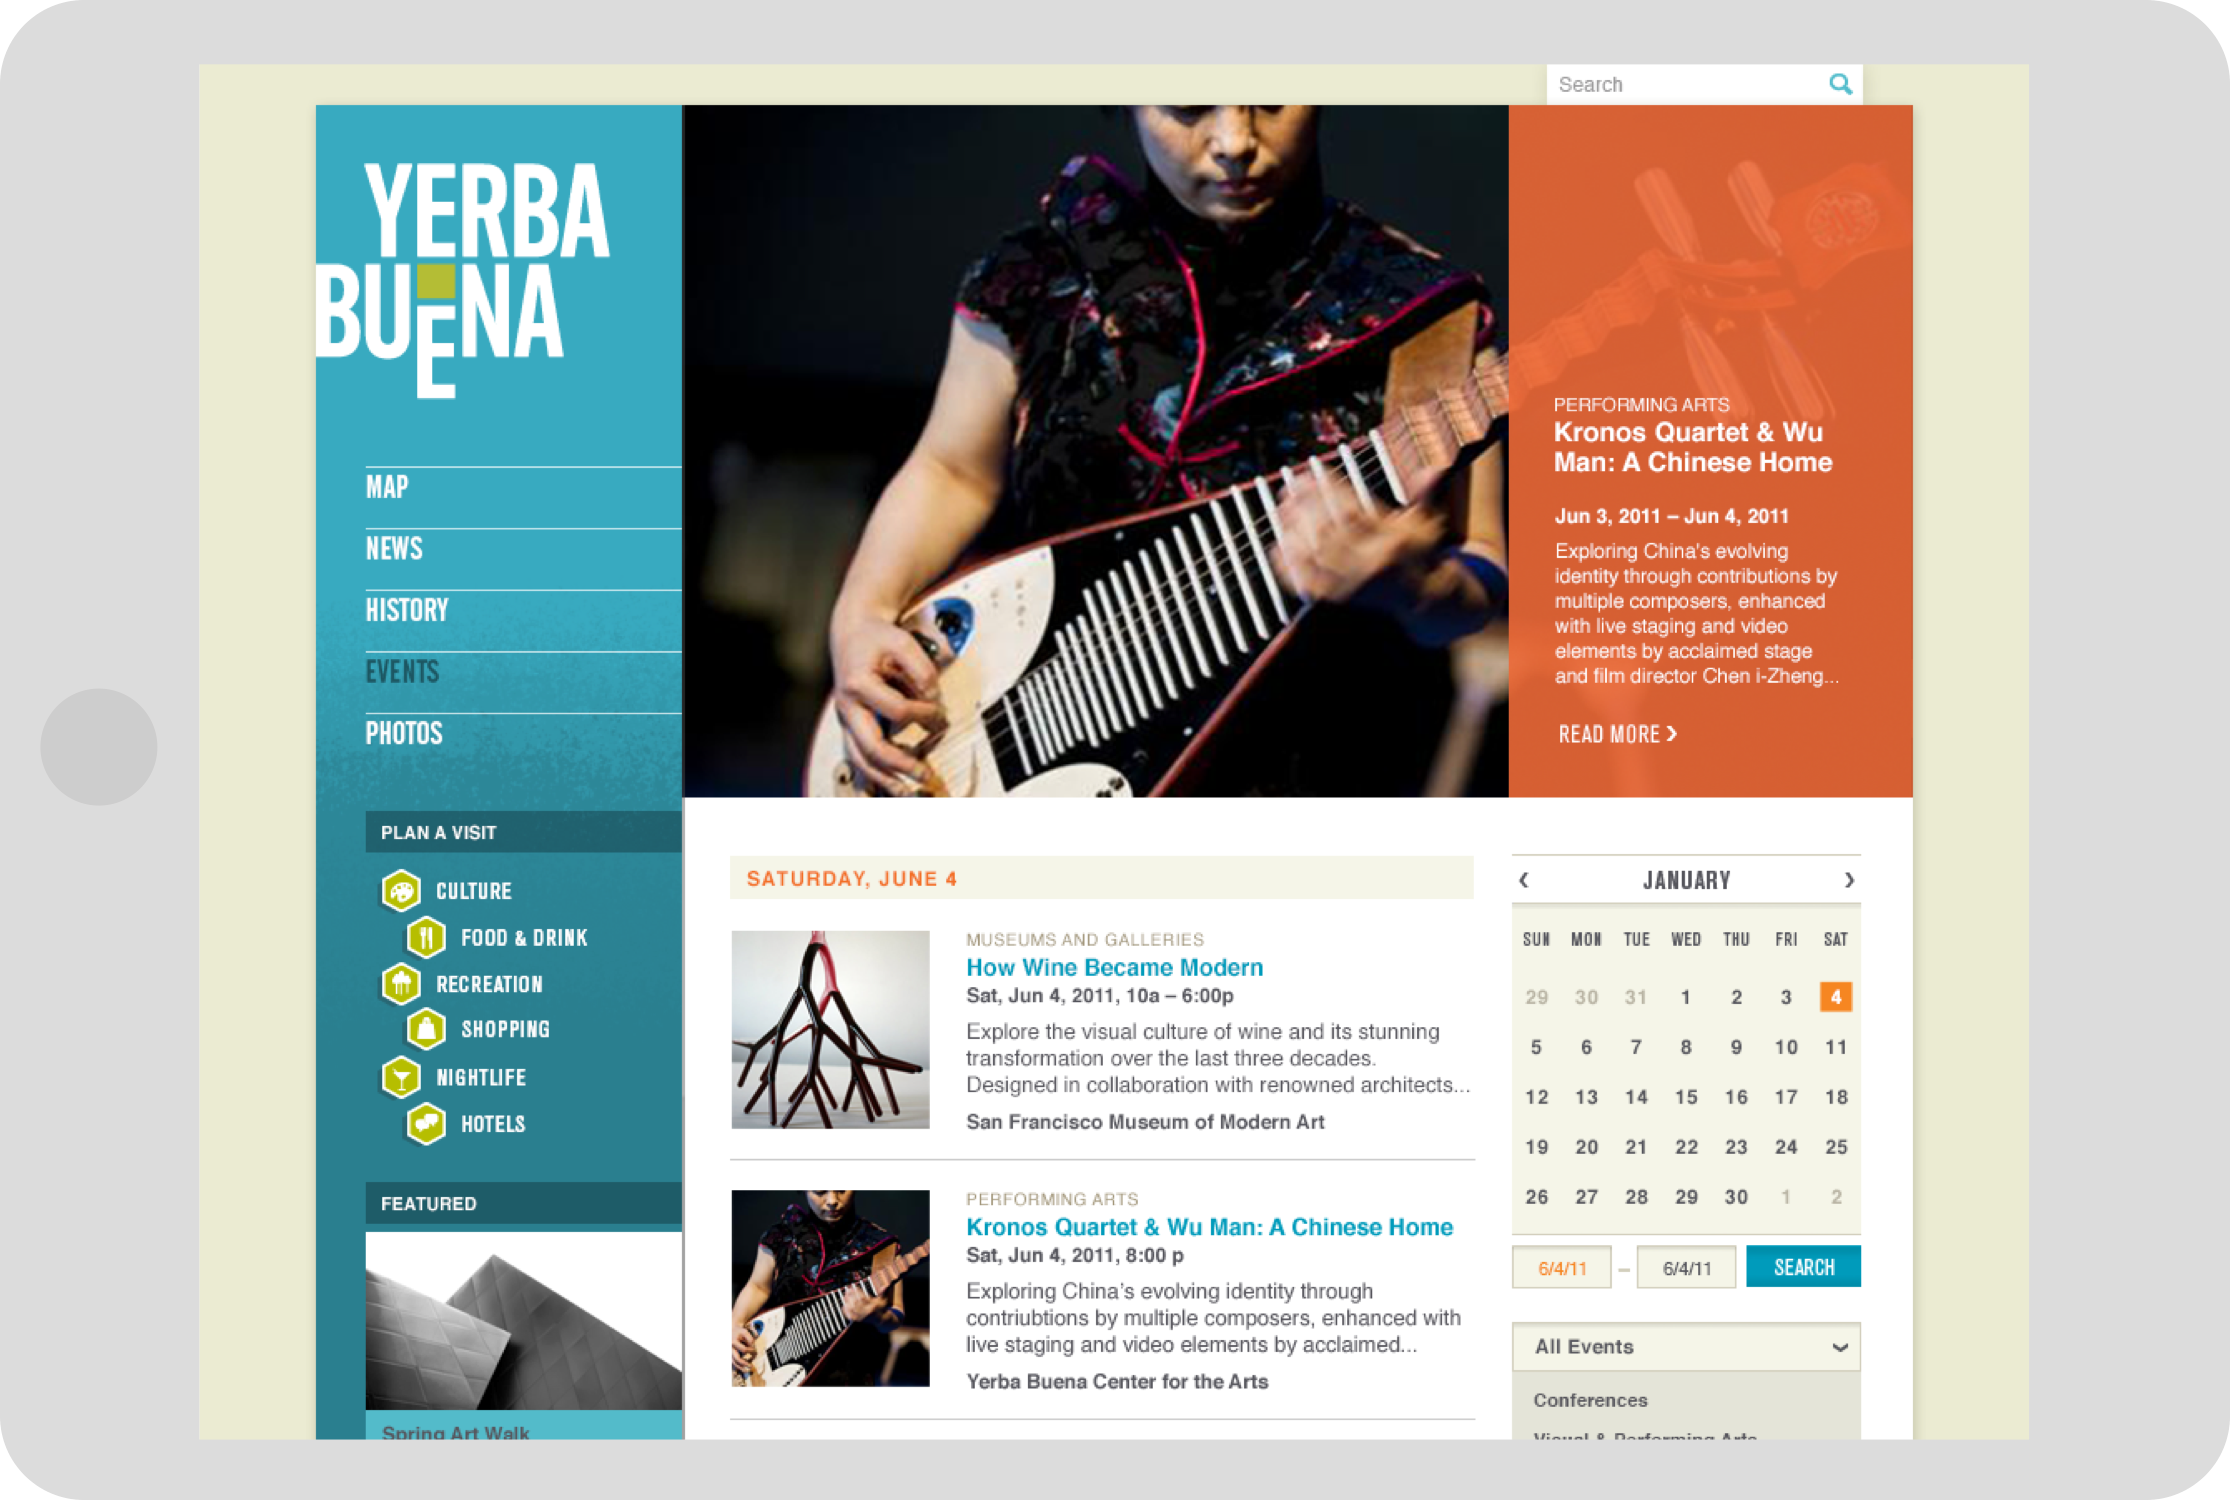 Search
YERBA
BUENA
MAP
NEWS
HISTORY
EVENTS
PHOTOS
PLAN A VISIT
CULTURE
FOOD & DRINK
RECREATION
SHOPPING
NIGHTLIFE
HOTELS
FEATURED
Spring Art Walk
PERFORMING ARTS
Kronos Quartet & Wu
Man: A Chinese Home
Jun 3, 2011 – Jun 4, 2011
Exploring China's evolving
identity through contributions by
multiple composers, enhanced
with live staging and video
elements by acclaimed stage
and film director Chen i-Zheng...
READ MORE
SATURDAY, JUNE 4
MUSEUMS AND GALLERIES
How Wine Became Modern
Sat, Jun 4, 2011, 10a – 6:00p
Explore the visual culture of wine and its stunning
transformation over the last three decades.
Designed in collaboration with renowned architects...
San Francisco Museum of Modern Art
PERFORMING ARTS
Kronos Quartet & Wu Man: A Chinese Home
Sat, Jun 4, 2011, 8:00 p
Exploring China's evolving identity through
contriubtions by multiple composers, enhanced with
live staging and video elements by acclaimed...
Yerba Buena Center for the Arts
JANUARY
SUN MON TUE WED THU FRI SAT
29 30 31 1 2 3 4
5 6 7 8 9 10 11
12 13 14 15 16 17 18
19 20 21 22 23 24 25
26 27 28 29 30 1 2
6/4/11 – 6/4/11 SEARCH
All Events
Conferences
Visual & Performing Arts